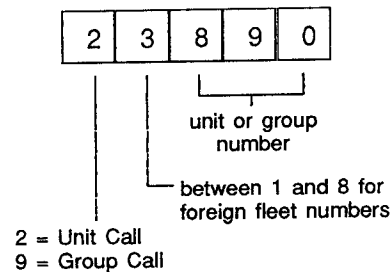 2 3 8 9 0
unit or group
number
between 1 and 8 for
foreign fleet numbers
2 = Unit Call
9 = Group Call